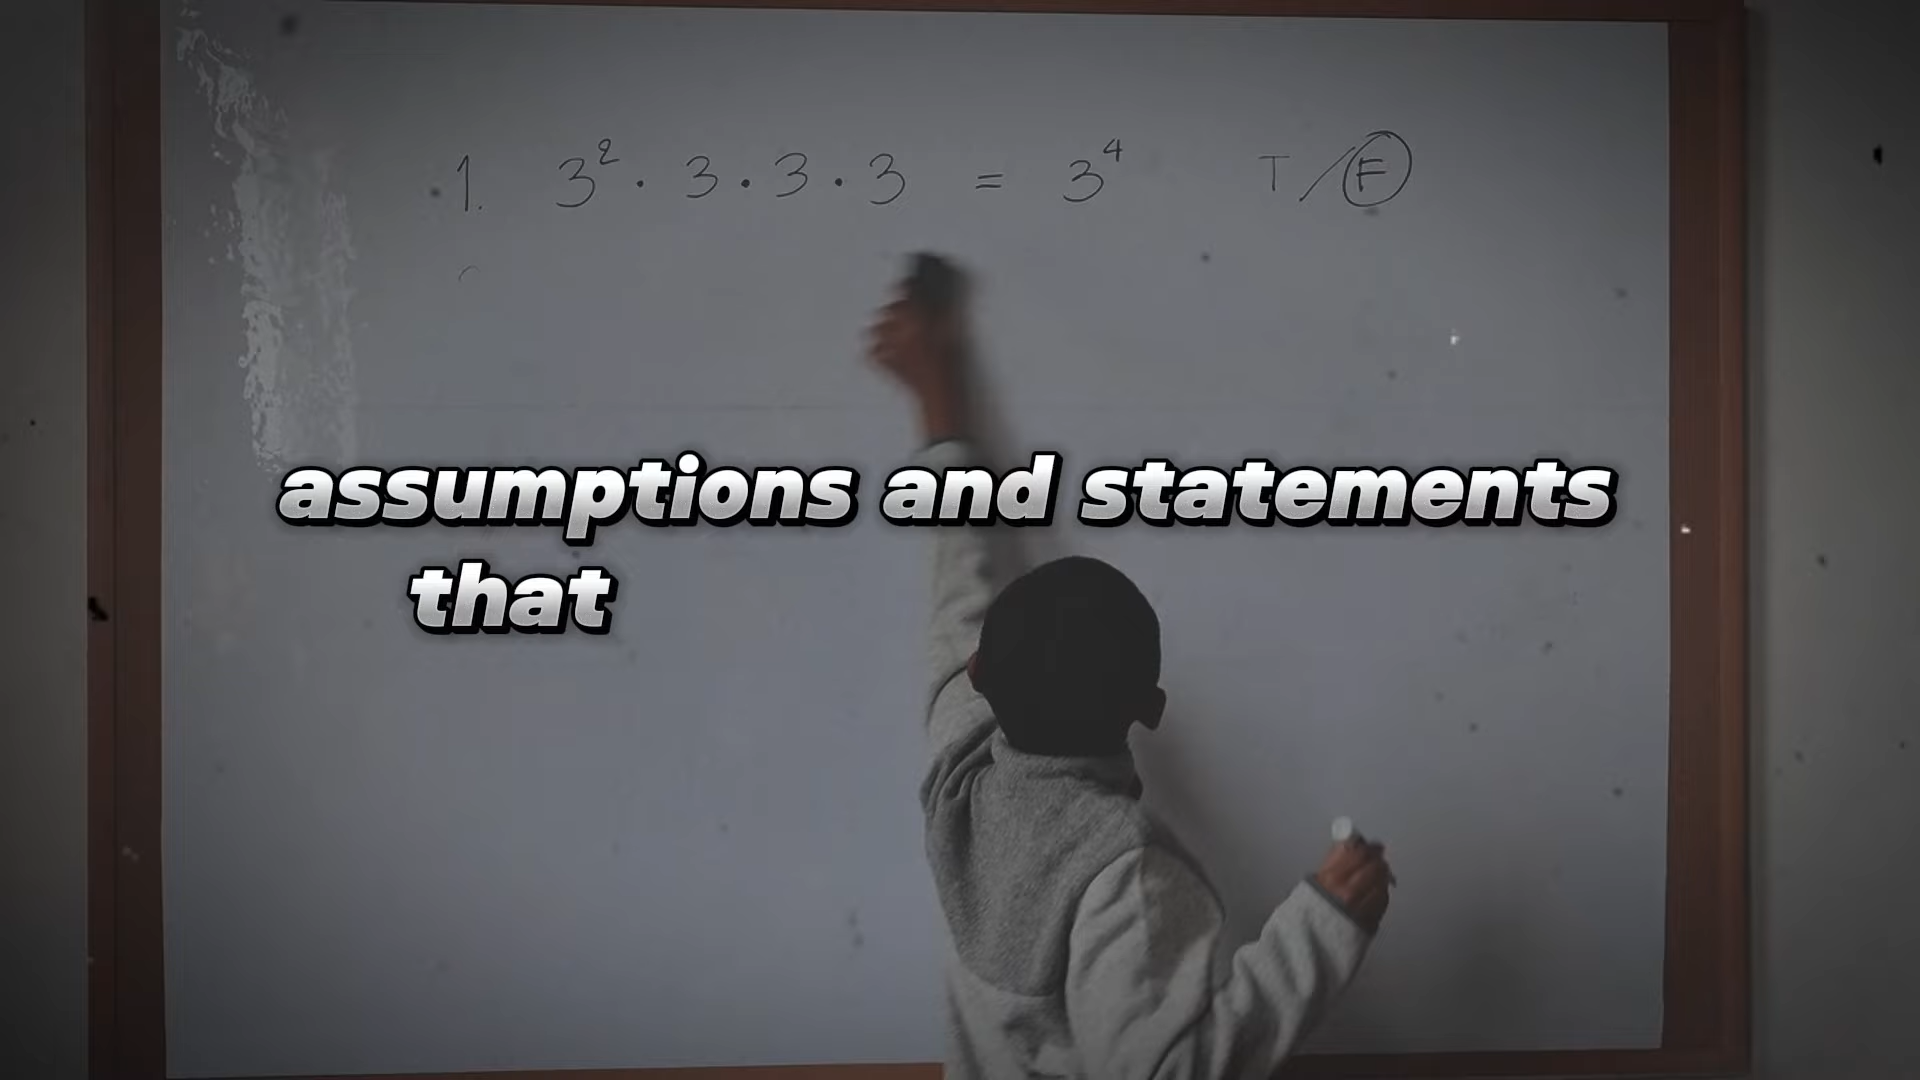 1. 3² · 3 · 3 · 3 = 3⁴ T/F
assumptions and statements
that